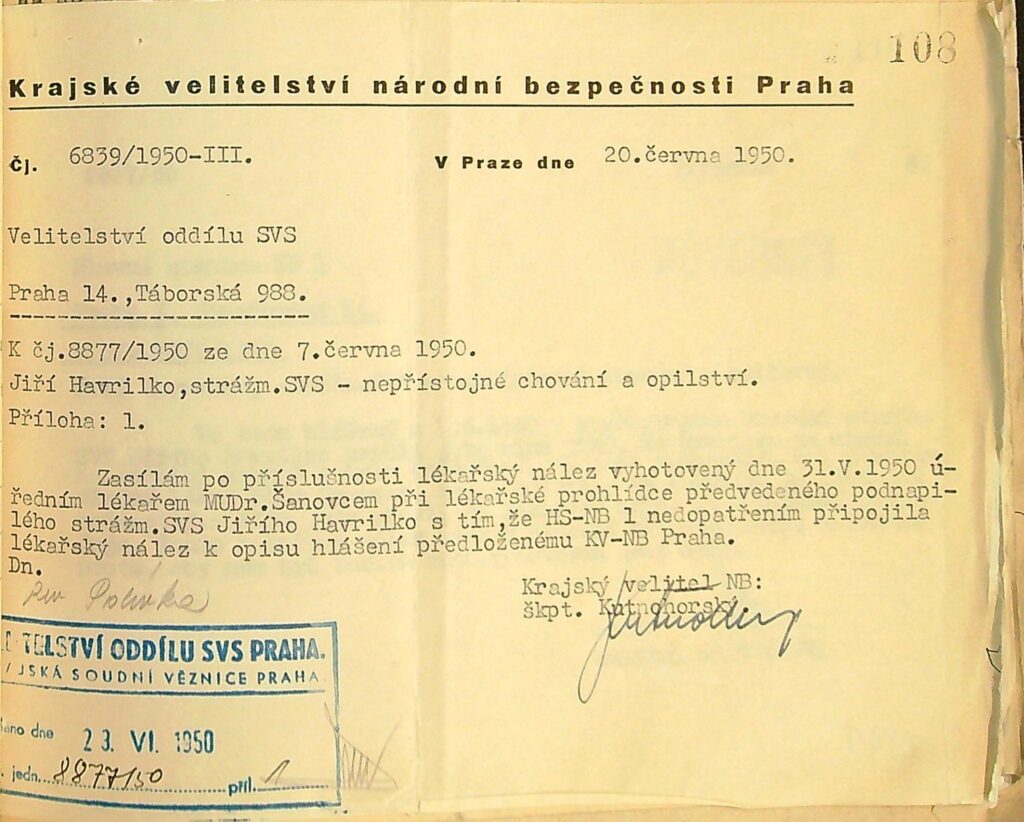 108
Krajské velitelství národní bezpečnosti Praha
Čj. 6839/1950-III. V Praze dne 20.června 1950.
Velitelství oddílu SVS
Praha 14.,Táborská 988.
K čj.8877/1950 ze dne 7.června 1950.
Jiří Havrilko,strážm.SVS - nepřístojné chování a opilství.
Příloha: 1.
Zasílám po příslušnosti lékařský nález vyhotovený dne 31.V.1950 ú-
ředním lékařem MUDr.Šanovcem při lékařské prohlídce předvedeného podnapi-
lého strážm.SVS Jiřího Havrilko s tím,že HS-NB 1 nedopatřením připojila
lékařský nález k opisu hlášení předloženému KV-NB Praha.
Dn.
Krajský velitel NB:
škpt. Kutnohorský.
TELSTVÍ ODDÍLU SVS PRAHA.
JSKÁ SOUDNÍ VĚZNICE PRAHA
áno dne 23. VI. 1950
jedn. 8877/50 příl. 1